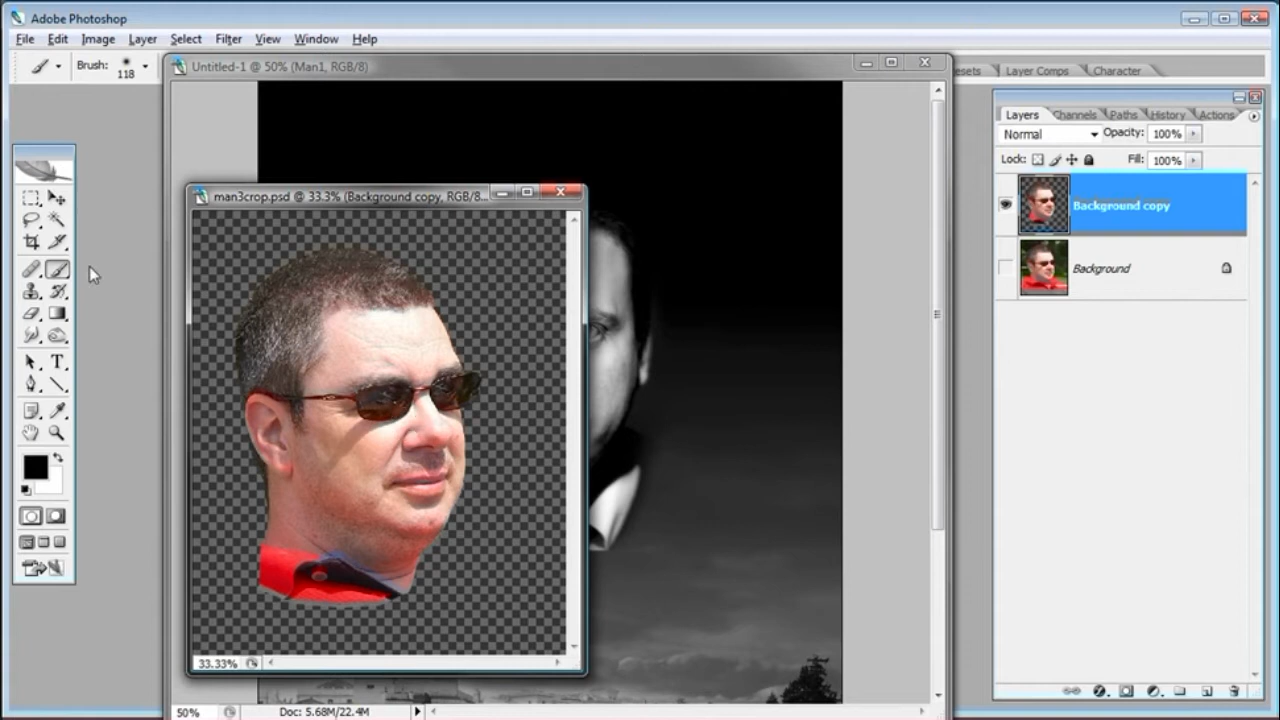 Adobe Photoshop
File Edit Image Layer Select Filter View Window Help
Brush: 118
Untitled-1 @ 50% (Man1, RGB/8)
Layer Comps Character
man3crop.psd @ 33.3% (Background copy, RGB/8...
Layers Channels Paths History Actions
Normal Opacity: 100%
Lock: Fill: 100%
Background copy
Background
T
33.33%
50% Doc: 5.68M/22.4M